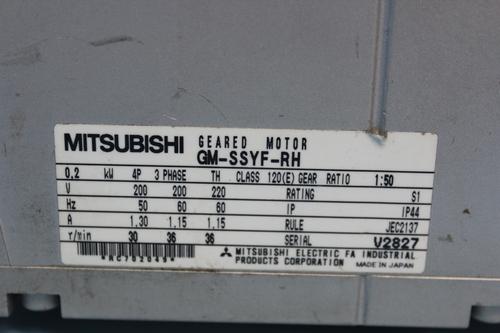 MITSUBISHI GEARED MOTOR
GM-SSYF-RH
0.2 kW 4P 3 PHASE TH CLASS 120(E) GEAR RATIO 1:50
V 200 200 220 RATING S1
Hz 50 60 60 IP IP44
A 1.30 1.15 1.15 RULE JEC2137
r/min 30 36 36 SERIAL V2827
MITSUBISHI ELECTRIC FA INDUSTRIAL
PRODUCTS CORPORATION MADE IN JAPAN